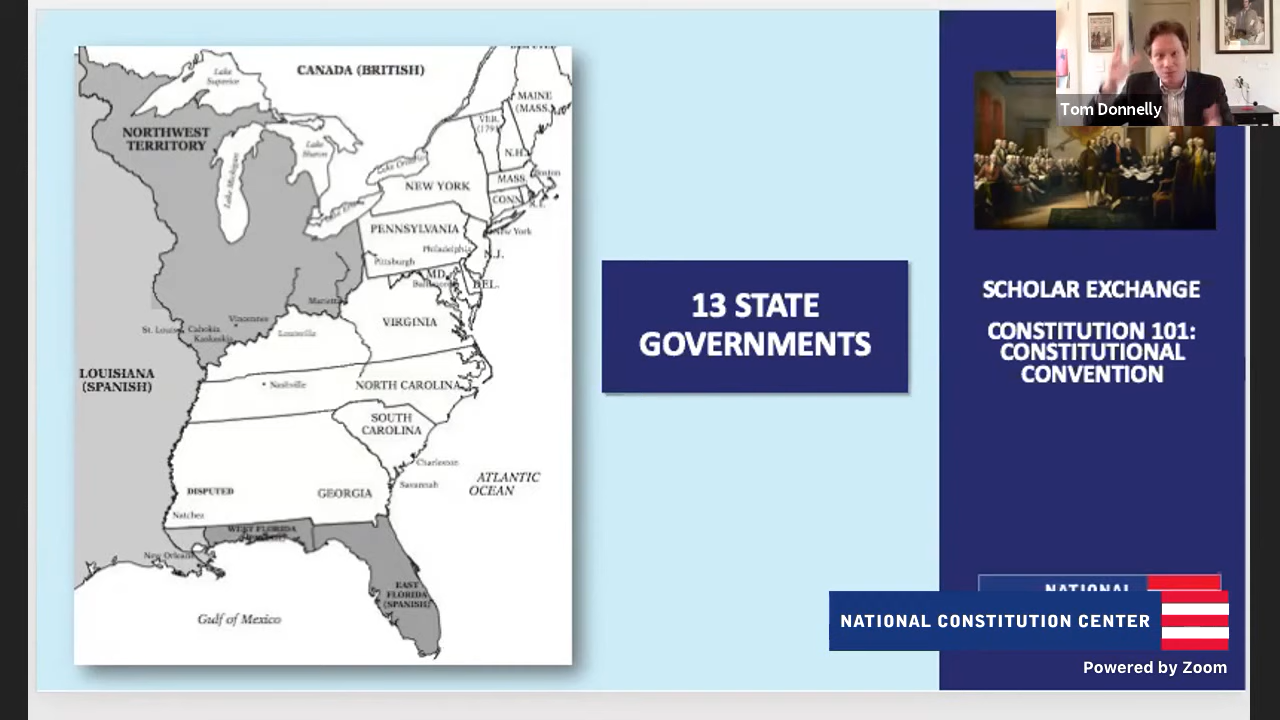 CANADA (BRITISH)
Lake
Superior
NORTHWEST
TERRITORY
Lake Michigan
Lake
Huron
Lake Ontario
Lake Erie
MAINE
(MASS.)
VER.
(1791
N.H.
MASS.
Boston
CONN.
R.I.
NEW YORK
New York
PENNSYLVANIA
Philadelphia
Pittsburgh
N.J.
MD.
DEL.
Marietta
VIRGINIA
St. Louis
Cahokia
Kaskaskia
Vincennes
Louisville
LOUISIANA
(SPANISH)
Nashville
NORTH CAROLINA
SOUTH
CAROLINA
Charleston
Savannah
ATLANTIC
OCEAN
DISPUTED
GEORGIA
Natchez
WEST FLORIDA
New Orleans
EAST
FLORIDA
(SPANISH)
Gulf of Mexico
13 STATE
GOVERNMENTS
Tom Donnelly
SCHOLAR EXCHANGE
CONSTITUTION 101:
CONSTITUTIONAL
CONVENTION
NATIONAL
NATIONAL CONSTITUTION CENTER
Powered by Zoom